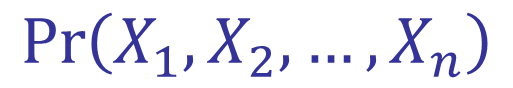 Pr(X₁, X₂, … , Xₙ)